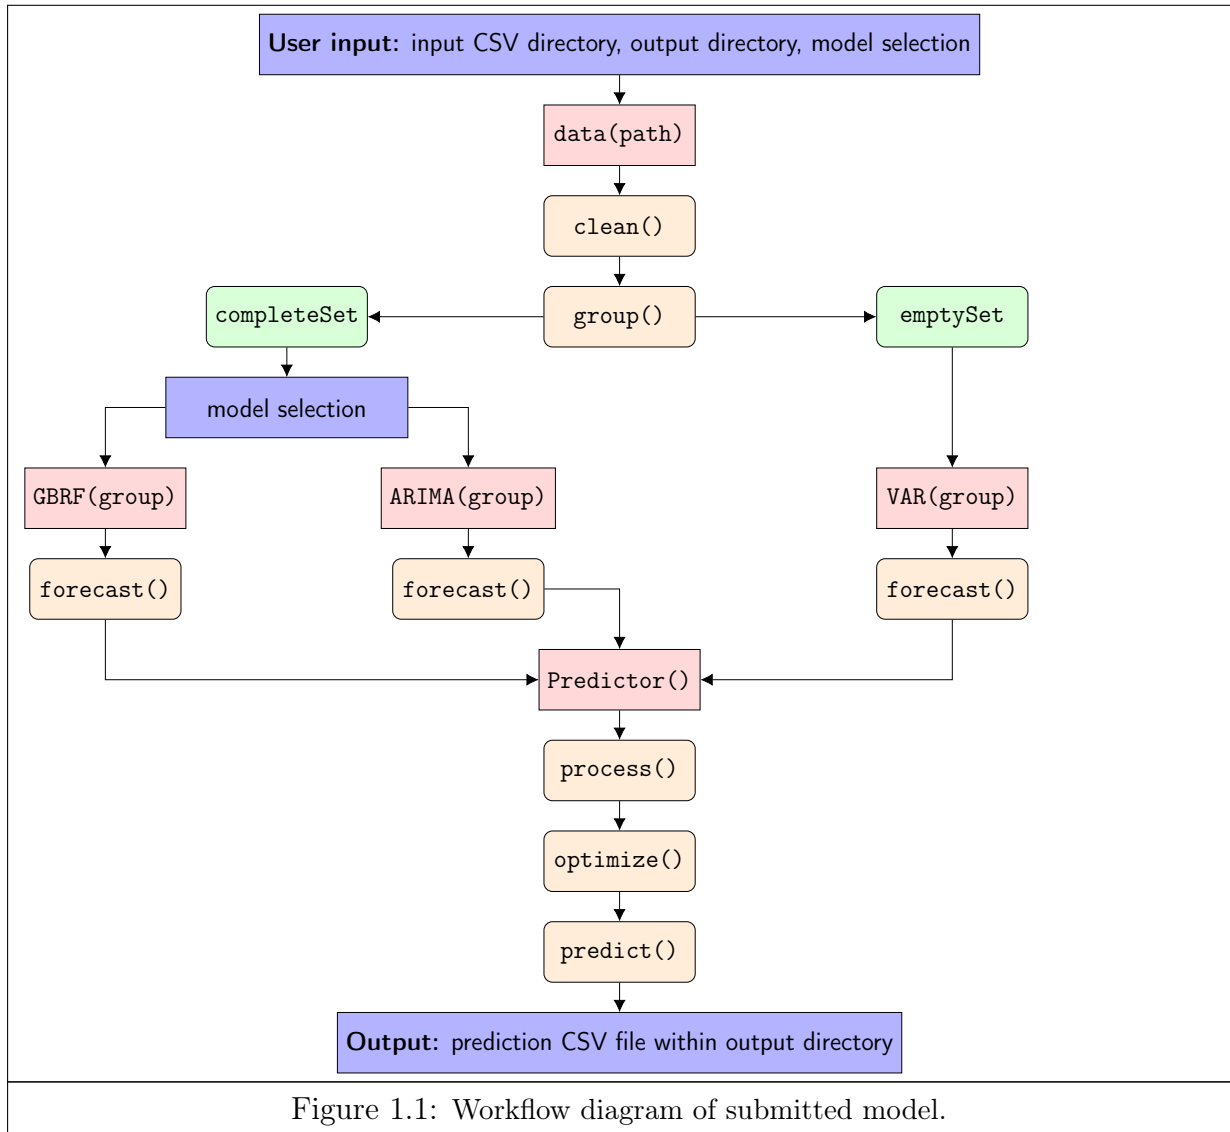 User input: input CSV directory, output directory, model selection
data(path)
clean()
completeSet
group()
emptySet
model selection
GBRF(group)
ARIMA(group)
VAR(group)
forecast()
forecast()
forecast()
Predictor()
process()
optimize()
predict()
Output: prediction CSV file within output directory
Figure 1.1: Workflow diagram of submitted model.